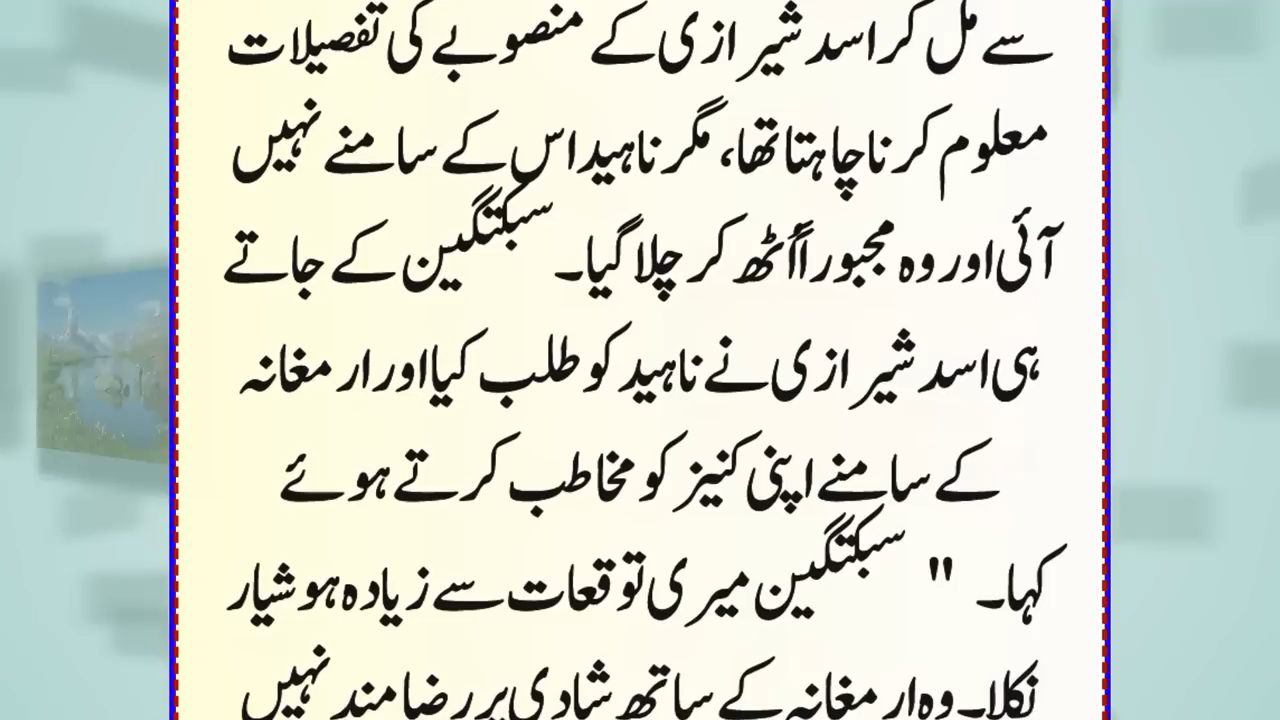 سے مل کر اسد شیرازی کے منصوبے کی تفصیلات
معلوم کرنا چاہتا تھا، مگر ناہید اس کے سامنے نہیں
آئی اور وہ مجبوراً اُٹھ کر چلا گیا۔ سبکتگین کے جاتے
ہی اسد شیرازی نے ناہید کو طلب کیا اور ارمغانہ
کے سامنے اپنی کنیز کو مخاطب کرتے ہوئے
کہا۔ " سبکتگین میری توقعات سے زیادہ ہوشیار
نکلا۔ وہ ارمغانہ کے ساتھ شادی پر رضامند نہیں